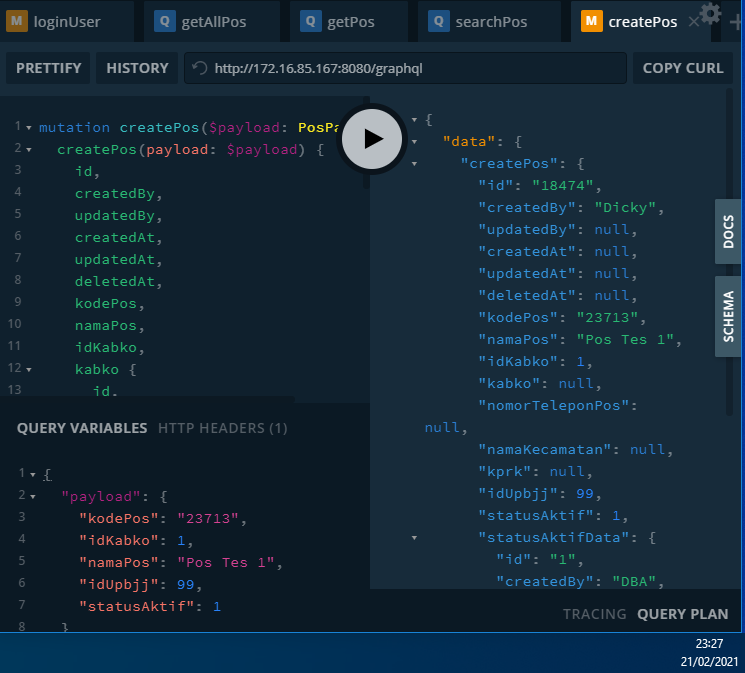 M loginUser
Q getAllPos
Q getPos
Q searchPos
M createPos
PRETTIFY
HISTORY
http://172.16.85.167:8080/graphql
COPY CURL
1 mutation createPos($payload: PosPa
2 createPos(payload: $payload) {
3 id,
4 createdBy,
5 updatedBy,
6 createdAt,
7 updatedAt,
8 deletedAt,
9 kodePos,
10 namaPos,
11 idKabko,
12 kabko {
13 id,
QUERY VARIABLES
HTTP HEADERS (1)
1 {
2 "payload": {
3 "kodePos": "23713",
4 "idKabko": 1,
5 "namaPos": "Pos Tes 1",
6 "idUpbjj": 99,
7 "statusAktif": 1
8 }
{
"data": {
"createPos": {
"id": "18474",
"createdBy": "Dicky",
"updatedBy": null,
"createdAt": null,
"updatedAt": null,
"deletedAt": null,
"kodePos": "23713",
"namaPos": "Pos Tes 1",
"idKabko": 1,
"kabko": null,
"nomorTeleponPos":
null,
"namaKecamatan": null,
"kprk": null,
"idUpbjj": 99,
"statusAktif": 1,
"statusAktifData": {
"id": "1",
"createdBy": "DBA",
DOCS
SCHEMA
TRACING
QUERY PLAN
23:27
21/02/2021